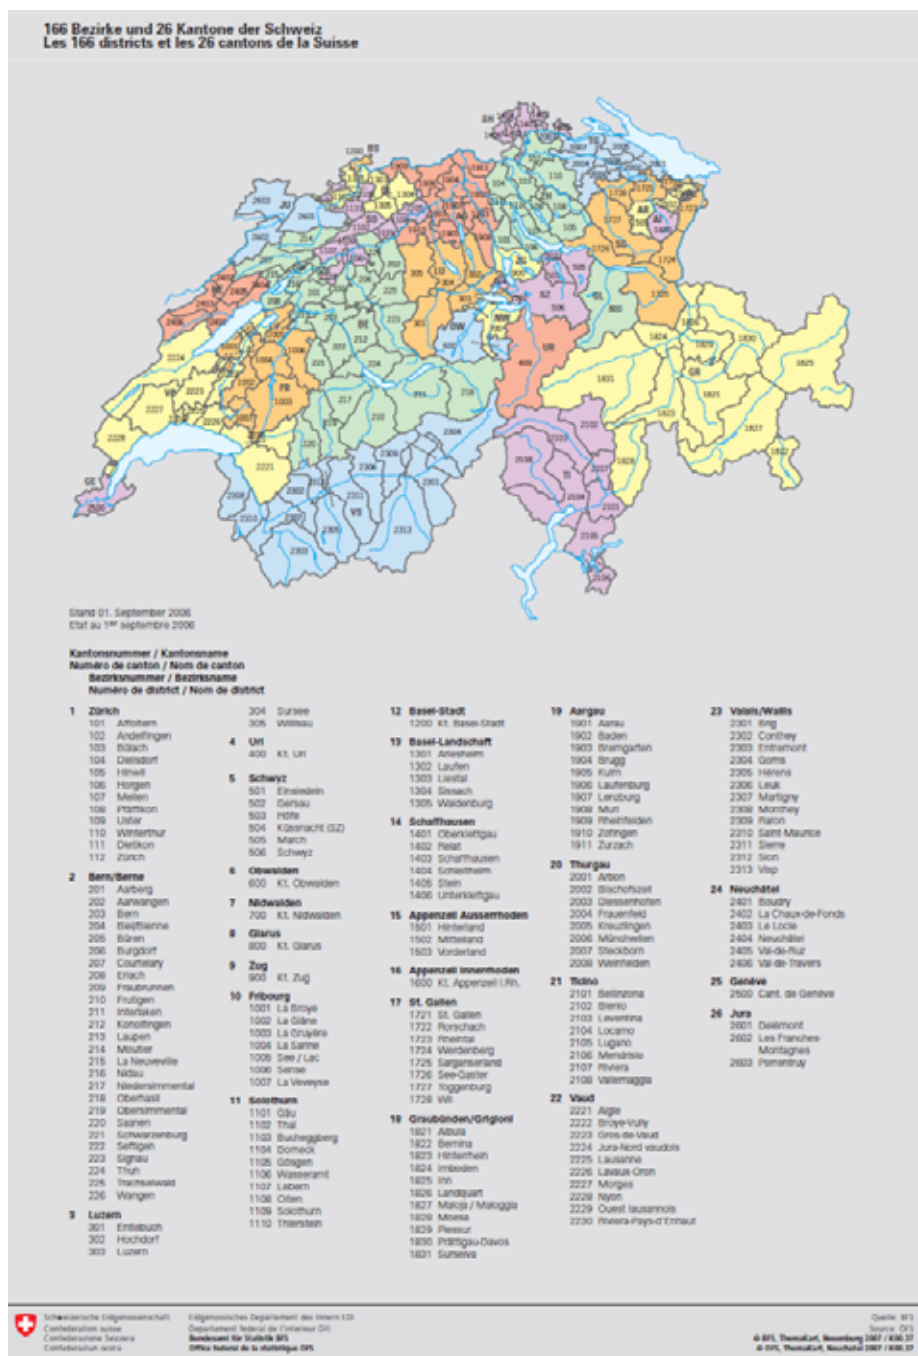 166 Bezirke und 26 Kantone der Schweiz
Les 166 districts et les 26 cantons de la Suisse
Stand 01. September 2006
Etat au 1er septembre 2006
Kantonsnummer / Kantonsname
Numéro de canton / Nom de canton
Bezirksnummer / Bezirksname
Numéro de district / Nom de district
1 Zürich
101 Affoltern
102 Andelfingen
103 Bülach
104 Dielsdorf
105 Hinwil
106 Horgen
107 Meilen
108 Pfäffikon
109 Uster
110 Winterthur
111 Dietikon
112 Zürich
2 Bern/Berne
201 Aarberg
202 Aarwangen
203 Bern
204 Biel/Bienne
205 Büren
206 Burgdorf
207 Courtelary
208 Erlach
209 Fraubrunnen
210 Frutigen
211 Interlaken
212 Konolfingen
213 Laupen
214 Moutier
215 La Neuveville
216 Nidau
217 Niedersimmental
218 Oberhasli
219 Obersimmental
220 Saanen
221 Schwarzenburg
222 Seftigen
223 Signau
224 Thun
225 Trachselwald
226 Wangen
3 Luzern
301 Entlebuch
302 Hochdorf
303 Luzern
304 Sursee
305 Willisau
4 Uri
400 Kt. Uri
5 Schwyz
501 Einsiedeln
502 Gersau
503 Höfe
504 Küssnacht (SZ)
505 March
506 Schwyz
6 Obwalden
600 Kt. Obwalden
7 Nidwalden
700 Kt. Nidwalden
8 Glarus
800 Kt. Glarus
9 Zug
900 Kt. Zug
10 Fribourg
1001 La Broye
1002 La Glâne
1003 La Gruyère
1004 La Sarine
1005 See / Lac
1006 Sense
1007 La Veveyse
11 Solothurn
1101 Gäu
1102 Thal
1103 Bucheggberg
1104 Dorneck
1105 Gösgen
1106 Wasseramt
1107 Lebern
1108 Olten
1109 Solothurn
1110 Thierstein
12 Basel-Stadt
1200 Kt. Basel-Stadt
13 Basel-Landschaft
1301 Arlesheim
1302 Laufen
1303 Liestal
1304 Sissach
1305 Waldenburg
14 Schaffhausen
1401 Oberklettgau
1402 Reiat
1403 Schaffhausen
1404 Schleitheim
1405 Stein
1406 Unterklettgau
15 Appenzell Ausserrhoden
1501 Hinterland
1502 Mittelland
1503 Vorderland
16 Appenzell Innerrhoden
1600 Kt. Appenzell I.Rh.
17 St. Gallen
1721 St. Gallen
1722 Rorschach
1723 Rheintal
1724 Werdenberg
1725 Sarganserland
1726 See-Gaster
1727 Toggenburg
1728 Wil
18 Graubünden/Grigioni
1821 Albula
1822 Bernina
1823 Hinterrhein
1824 Imboden
1825 Inn
1826 Landquart
1827 Maloja / Maloggia
1828 Moesa
1829 Plessur
1830 Prättigau-Davos
1831 Surselva
19 Aargau
1901 Aarau
1902 Baden
1903 Bremgarten
1904 Brugg
1905 Kulm
1906 Laufenburg
1907 Lenzburg
1908 Muri
1909 Rheinfelden
1910 Zofingen
1911 Zurzach
20 Thurgau
2001 Arbon
2002 Bischofszell
2003 Diessenhofen
2004 Frauenfeld
2005 Kreuzlingen
2006 Münchwilen
2007 Steckborn
2008 Weinfelden
21 Ticino
2101 Bellinzona
2102 Blenio
2103 Leventina
2104 Locarno
2105 Lugano
2106 Mendrisio
2107 Riviera
2108 Vallemaggia
22 Vaud
2221 Aigle
2222 Broye-Vully
2223 Gros-de-Vaud
2224 Jura-Nord vaudois
2225 Lausanne
2226 Lavaux-Oron
2227 Morges
2228 Nyon
2229 Ouest lausannois
2230 Riviera-Pays-d'Enhaut
23 Valais/Wallis
2301 Brig
2302 Conthey
2303 Entremont
2304 Goms
2305 Hérens
2306 Leuk
2307 Martigny
2308 Monthey
2309 Raron
2310 Saint-Maurice
2311 Sierre
2312 Sion
2313 Visp
24 Neuchâtel
2401 Boudry
2402 La Chaux-de-Fonds
2403 Le Locle
2404 Neuchâtel
2405 Val-de-Ruz
2406 Val-de-Travers
25 Genève
2500 Cant. de Genève
26 Jura
2601 Delémont
2602 Les Franches-
Montagnes
2603 Porrentruy
Schweizerische Eidgenossenschaft
Confédération suisse
Confederazione Svizzera
Confederaziun svizra
Eidgenössisches Departement des Innern EDI
Département fédéral de l'intérieur DFI
Bundesamt für Statistik BFS
Office fédéral de la statistique OFS
Quelle: BFS
Source: OFS
© BFS, ThemaKart, Neuenburg 2007 / K00.37
© OFS, ThemaKart, Neuchâtel 2007 / K00.37